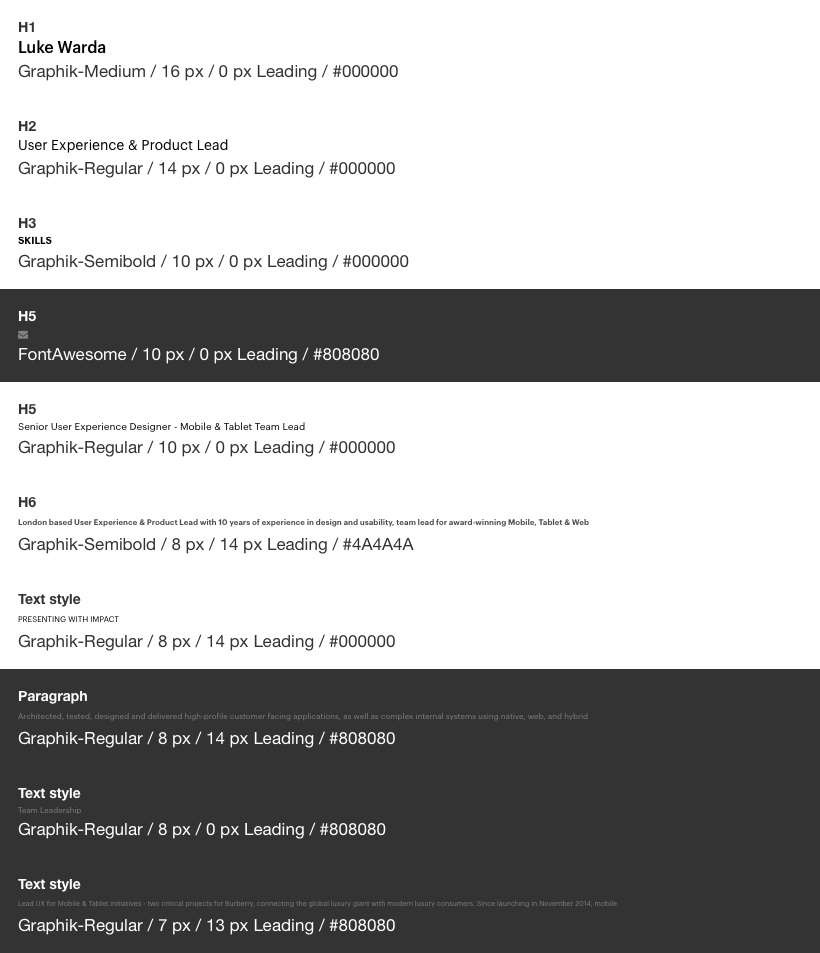 H1
Luke Warda
Graphik-Medium / 16 px / 0 px Leading / #000000
H2
User Experience & Product Lead
Graphik-Regular / 14 px / 0 px Leading / #000000
H3
SKILLS
Graphik-Semibold / 10 px / 0 px Leading / #000000
H5
FontAwesome / 10 px / 0 px Leading / #808080
H5
Senior User Experience Designer - Mobile & Tablet Team Lead
Graphik-Regular / 10 px / 0 px Leading / #000000
H6
London based User Experience & Product Lead with 10 years of experience in design and usability, team lead for award-winning Mobile, Tablet & Web
Graphik-Semibold / 8 px / 14 px Leading / #4A4A4A
Text style
PRESENTING WITH IMPACT
Graphik-Regular / 8 px / 14 px Leading / #000000
Paragraph
Architected, tested, designed and delivered high-profile customer facing applications, as well as complex internal systems using native, web, and hybrid
Graphik-Regular / 8 px / 14 px Leading / #808080
Text style
Team Leadership
Graphik-Regular / 8 px / 0 px Leading / #808080
Text style
Lead UX for Mobile & Tablet initiatives - two critical projects for Burberry, connecting the global luxury giant with modern luxury consumers. Since launching in November 2014, mobile
Graphik-Regular / 7 px / 13 px Leading / #808080